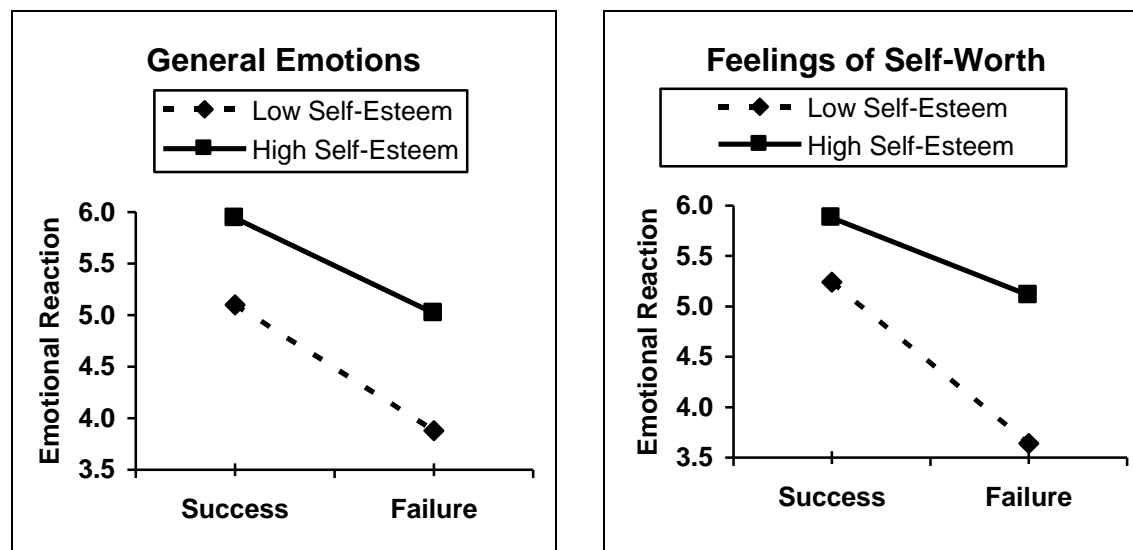 General Emotions
Low Self-Esteem
High Self-Esteem
Emotional Reaction
6.0
5.5
5.0
4.5
4.0
3.5
Success Failure
Feelings of Self-Worth
Low Self-Esteem
High Self-Esteem
Emotional Reaction
6.0
5.5
5.0
4.5
4.0
3.5
Success Failure